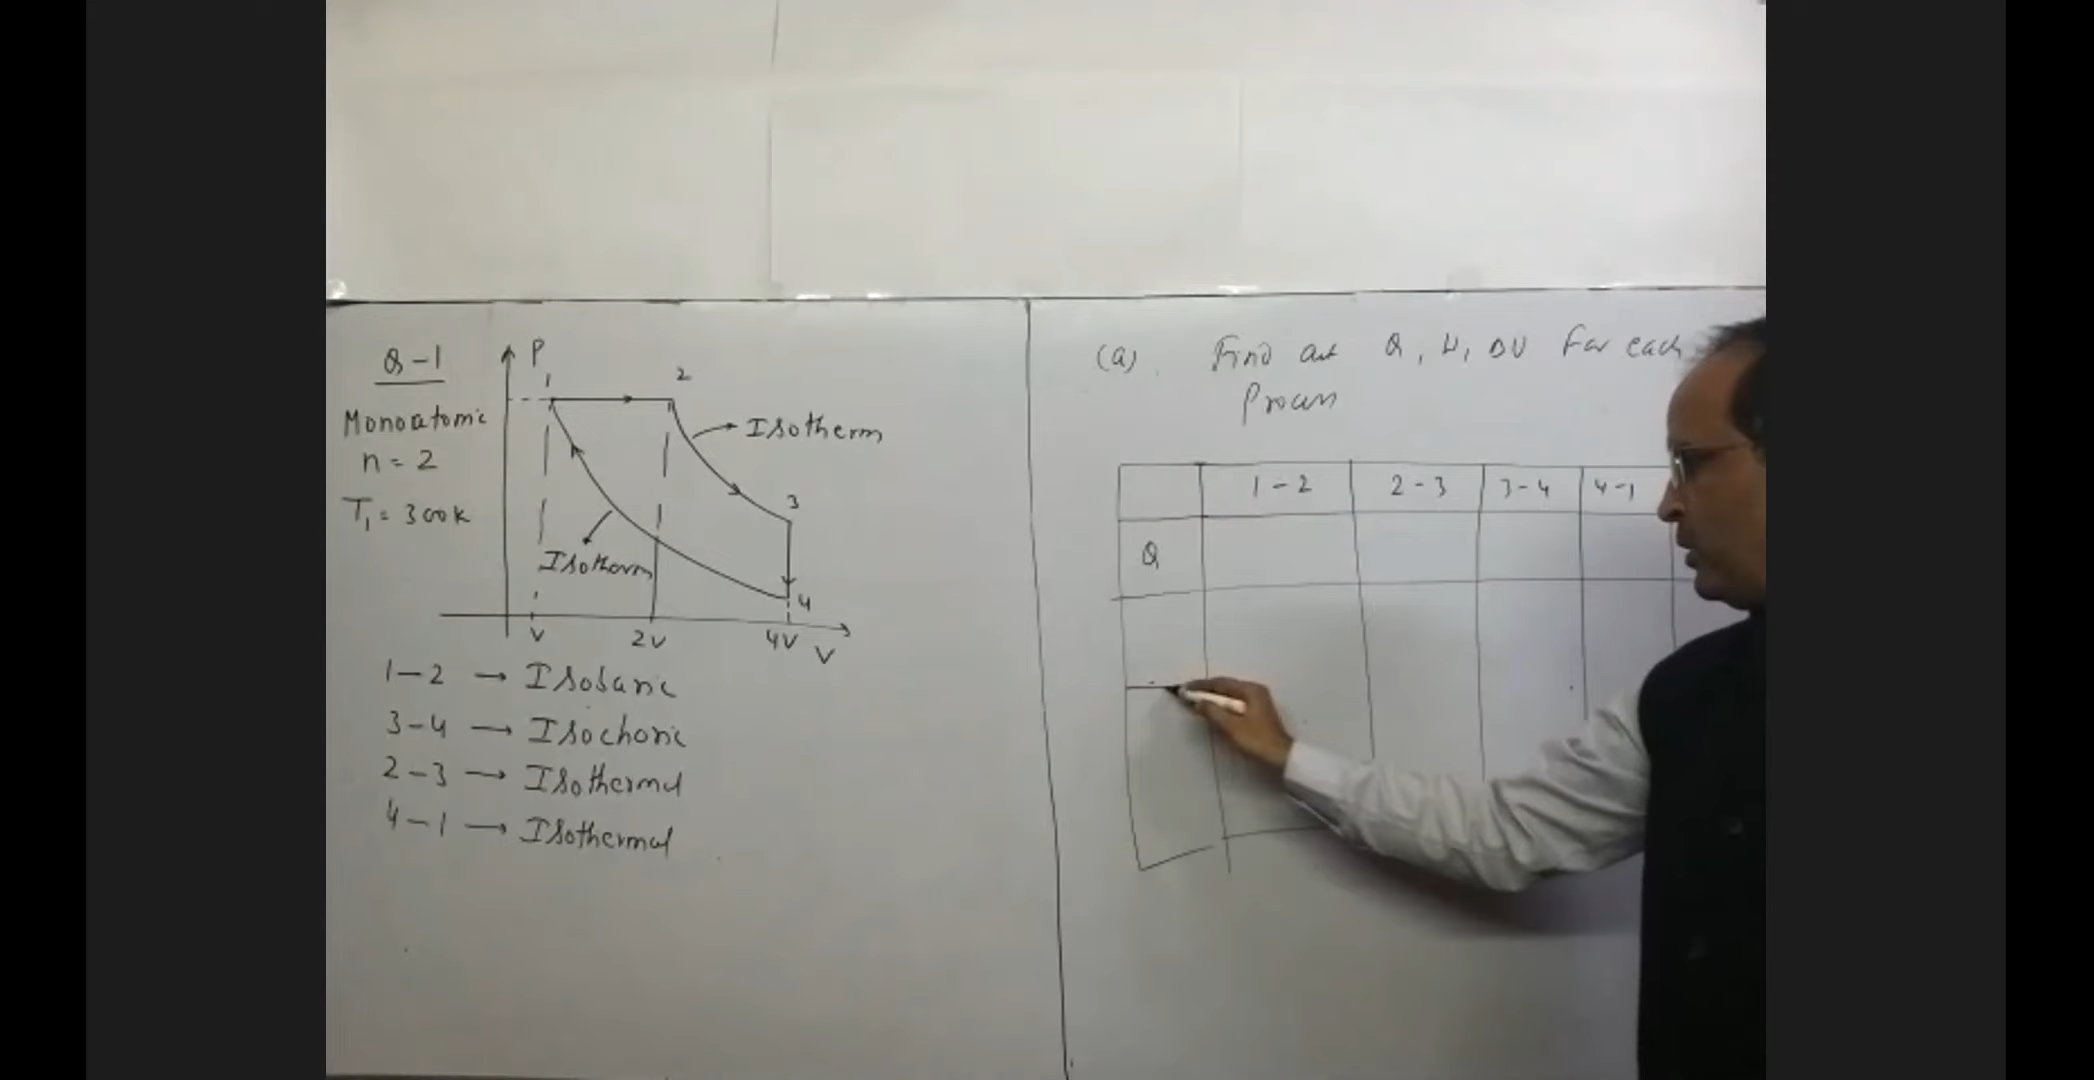 Q-1
Monoatomic
n = 2
T₁ = 300k
P
1
2
Isotherm
3
Isotherm
4
V
2V
4V
V
1-2 → Isobaric
3-4 → Isochoric
2-3 → Isothermal
4-1 → Isothermal
(a). Find out Q, W, ΔU for each
Process
1-2 2-3 3-4 4-1
Q